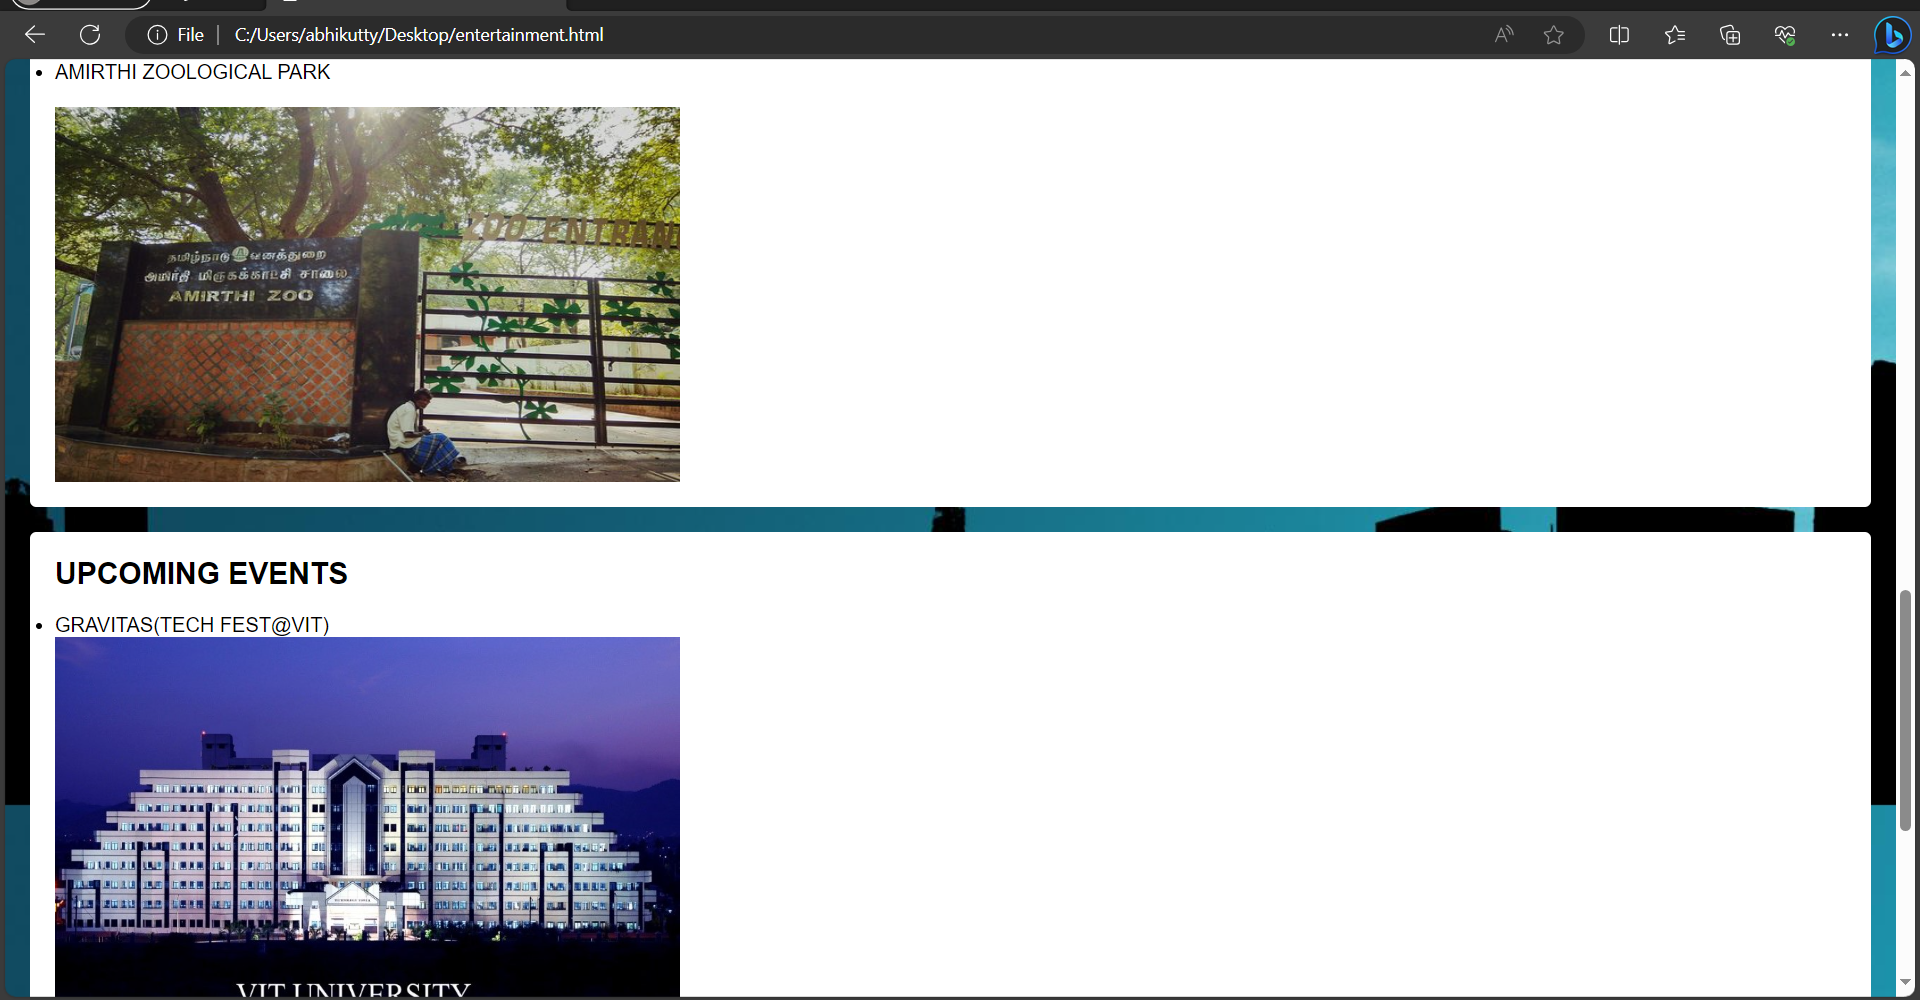 File
C:/Users/abhikutty/Desktop/entertainment.html
AMIRTHI ZOOLOGICAL PARK
ZOO ENTRAN
தமிழ்நாடு வனத்துறை
அமிர்தி மிருகக்காட்சி சாலை
AMIRTHI ZOO
UPCOMING EVENTS
GRAVITAS(TECH FEST@VIT)
VIT UNIVERSITY